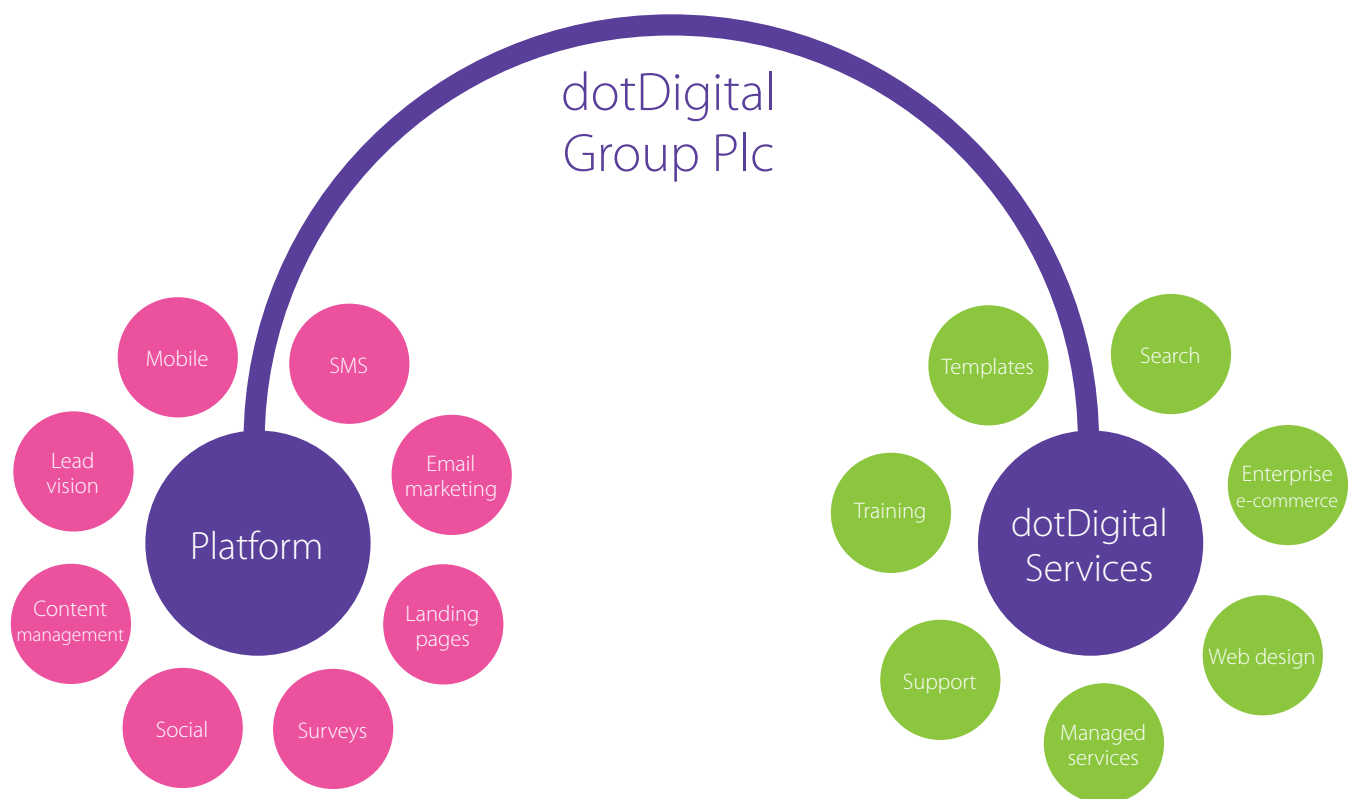 dotDigital
Group Plc
Mobile
SMS
Lead
vision
Email
marketing
Platform
Content
management
Landing
pages
Social
Surveys
Templates
Search
Training
Enterprise
e-commerce
dotDigital
Services
Support
Web design
Managed
services